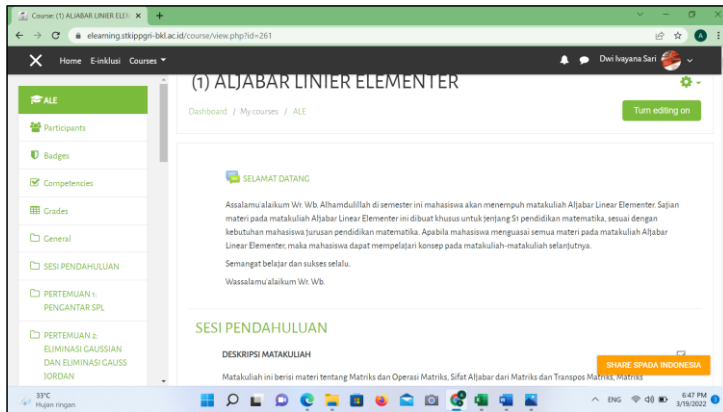 Course: (1) ALJABAR LINIER ELEM
elearning.stkippgri-bkl.ac.id/course/view.php?id=261
A
Home E-inklusi Courses
Dwi Ivayana Sari
ALE
Participants
Badges
Competencies
Grades
General
SESI PENDAHULUAN
PERTEMUAN 1:
PENGANTAR SPL
PERTEMUAN 2:
ELIMINASI GAUSSIAN
DAN ELIMINASI GAUSS
JORDAN
(1) ALJABAR LINIER ELEMENTER
Dashboard / My courses / ALE
Turn editing on
SELAMAT DATANG
Assalamu'alaikum Wr. Wb. Alhamdulillah di semester ini mahasiswa akan menempuh matakuliah Aljabar Linear Elementer. Sajian
materi pada matakuliah Aljabar Linear Elementer ini dibuat khusus untuk jenjang S1 pendidikan matematika, sesuai dengan
kebutuhan mahasiswa jurusan pendidikan matematika. Apabila mahasiswa menguasai semua materi pada matakuliah Aljabar
Linear Elementer, maka mahasiswa dapat mempelajari konsep pada matakuliah-matakuliah selanjutnya.
Semangat belajar dan sukses selalu.
Wassalamu'alaikum Wr. Wb.
SESI PENDAHULUAN
DESKRIPSI MATAKULIAH
Matakuliah ini berisi materi tentang Matriks dan Operasi Matriks, Sifat Aljabar dari Matriks dan Transpos Matriks, Matriks
SHARE SPADA INDONESIA
33°C
Hujan ringan
ENG
6:47 PM
3/19/2022